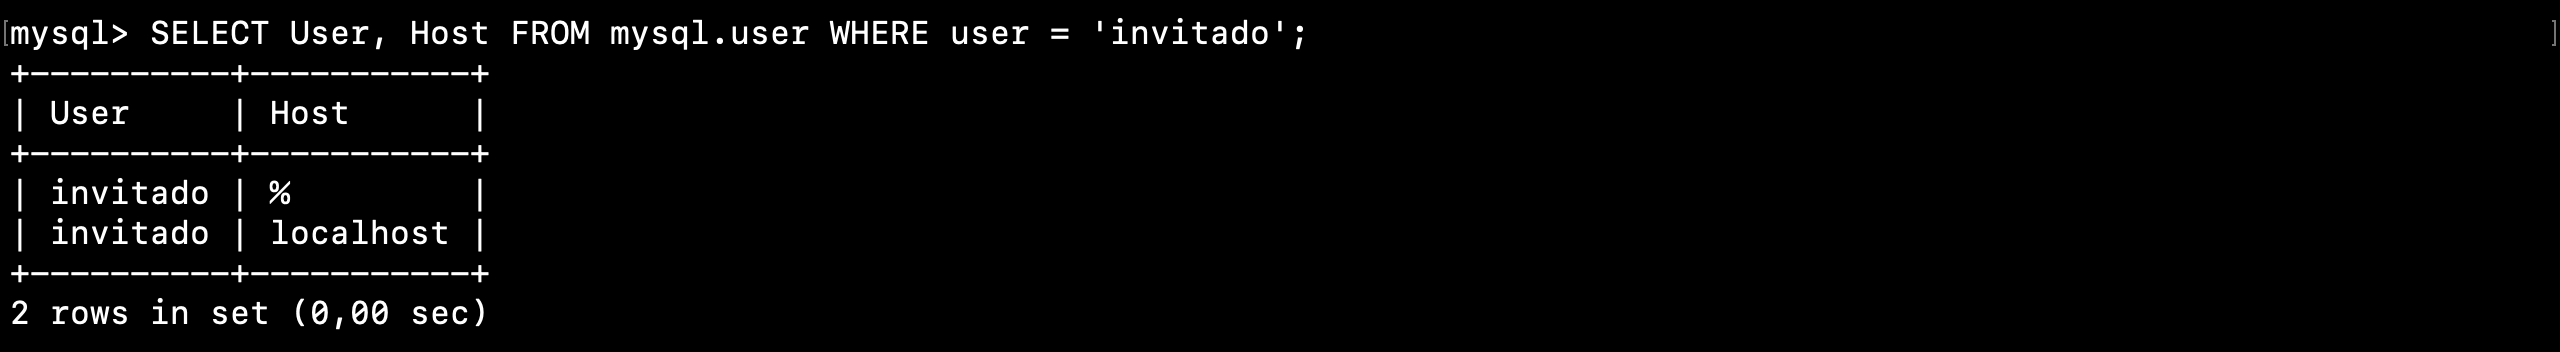 mysql> SELECT User, Host FROM mysql.user WHERE user = 'invitado';
+----------+-----------+
| User     | Host      |
+----------+-----------+
| invitado | %         |
| invitado | localhost |
+----------+-----------+
2 rows in set (0,00 sec)